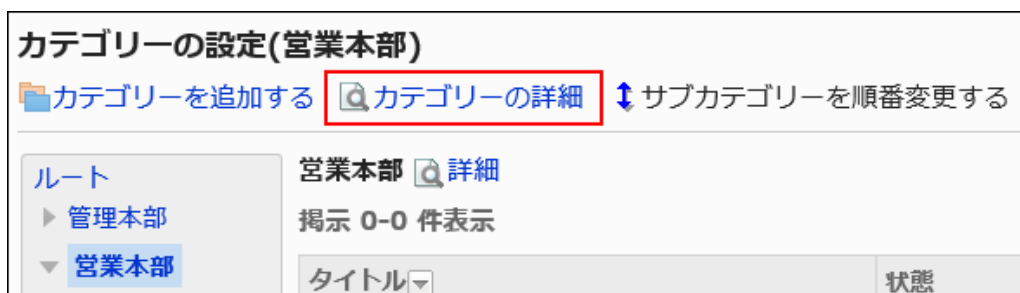 カテゴリーの設定(営業本部)
カテゴリーを追加する カテゴリーの詳細 サブカテゴリーを順番変更する
ルート
管理本部
営業本部
営業本部 詳細
掲示 0-0 件表示
タイトル 状態